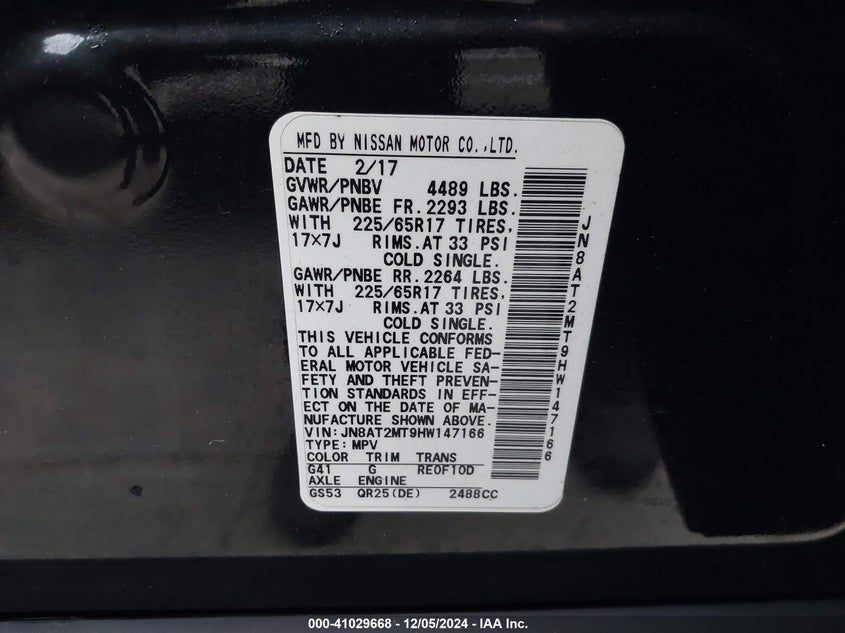 MFD BY NISSAN MOTOR CO.,LTD.
DATE 2/17
GVWR/PNBV 4489 LBS.
GAWR/PNBE FR. 2293 LBS.
WITH 225/65R17 TIRES,
17×7J RIMS.AT 33 PSI
COLD SINGLE.
GAWR/PNBE RR. 2264 LBS.
WITH 225/65R17 TIRES,
17×7J RIMS.AT 33 PSI
COLD SINGLE.
THIS VEHICLE CONFORMS
TO ALL APPLICABLE FED-
ERAL MOTOR VEHICLE SA-
FETY AND THEFT PREVEN-
TION STANDARDS IN EFF-
ECT ON THE DATE OF MA-
NUFACTURE SHOWN ABOVE.
VIN: JN8AT2MT9HW147166
TYPE: MPV
COLOR TRIM TRANS
G41 G RE0F10D
AXLE ENGINE
GS53 QR25(DE) 2488CC
JN8AT2MT9HW147166
000-41029668 - 12/05/2024 - IAA Inc.